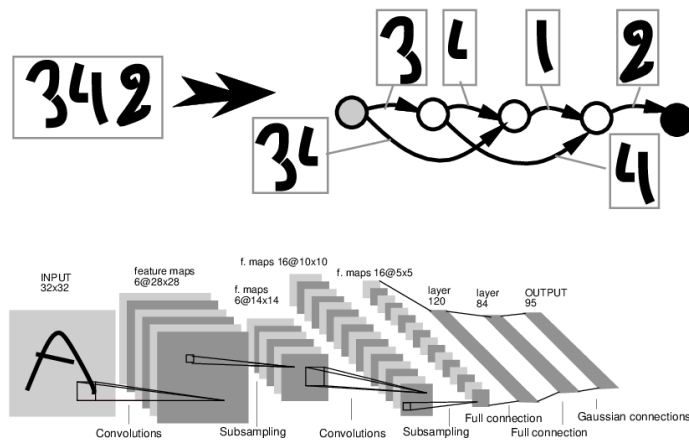 342
3
4
1
2
34
4
INPUT
32x32
feature maps
6@28x28
f. maps
6@14x14
f. maps 16@10x10
f. maps 16@5x5
layer
120
layer
84
OUTPUT
95
A
Convolutions
Subsampling
Convolutions
Subsampling
Full connection
Full connection
Gaussian connections